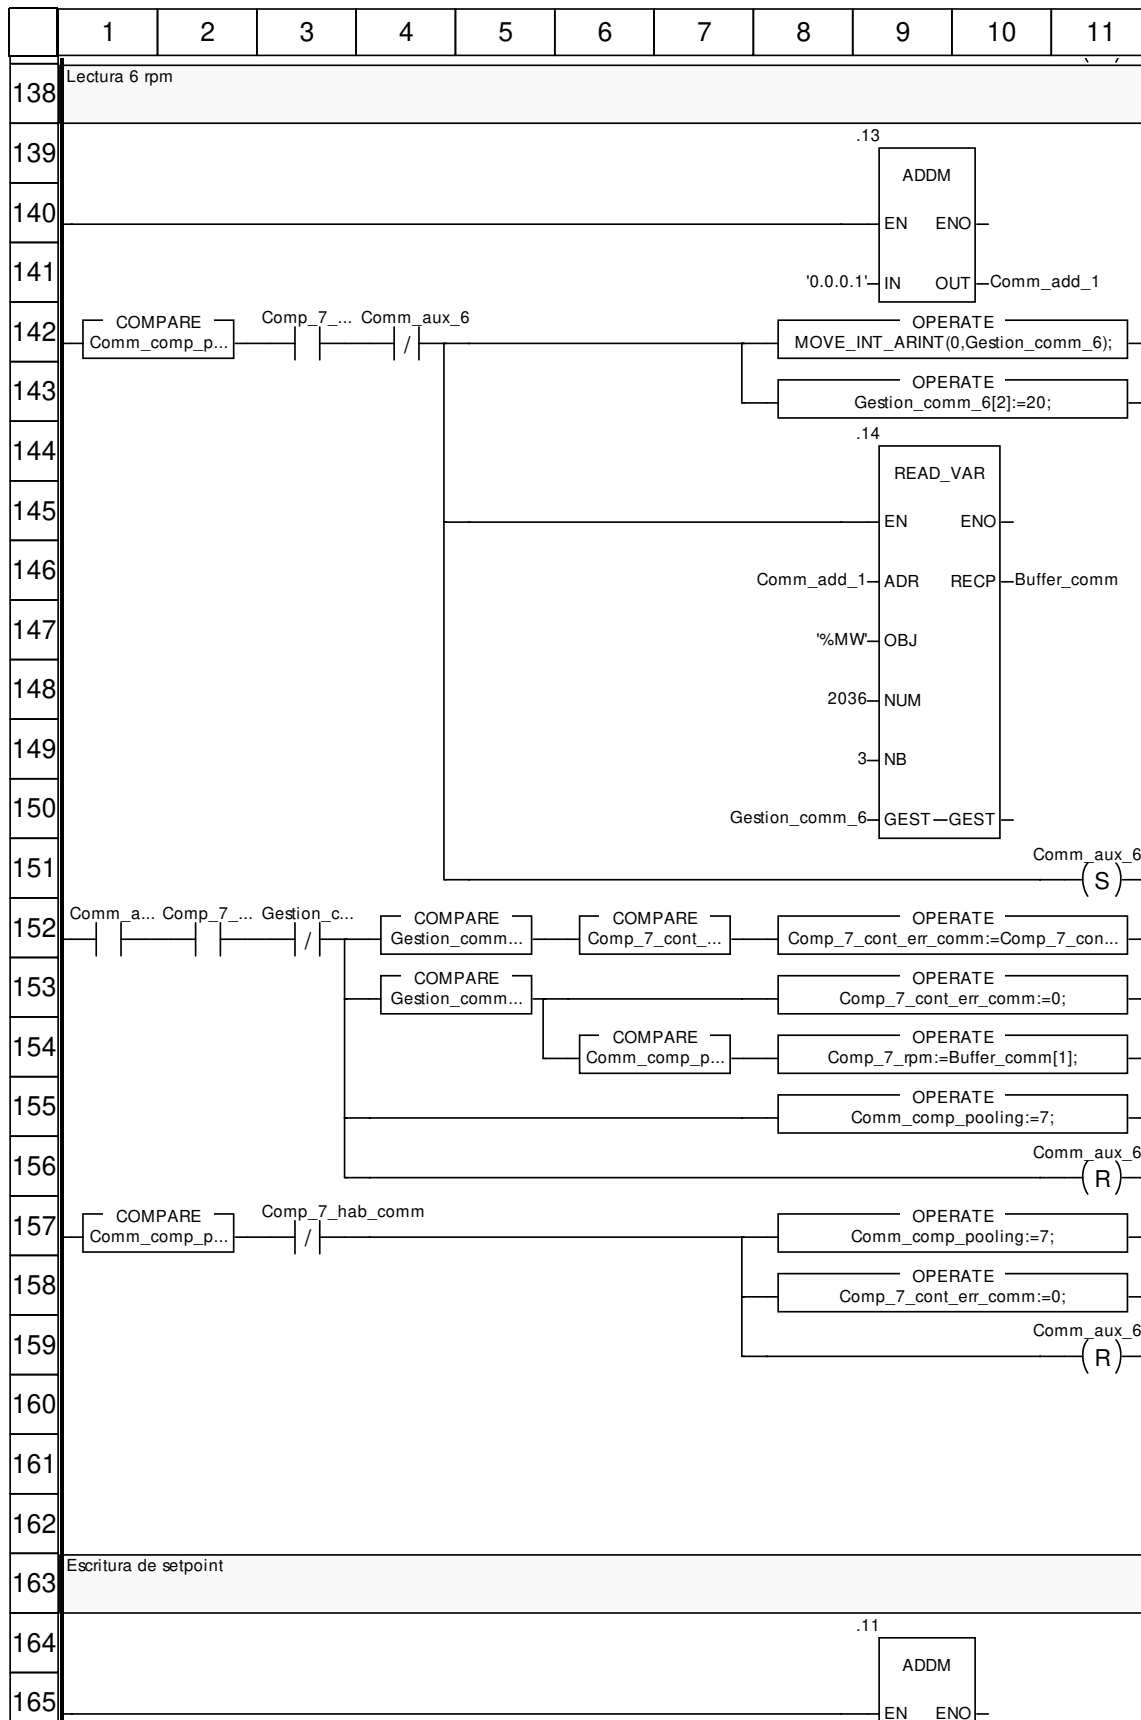 1 2 3 4 5 6 7 8 9 10 11
138 Lectura 6 rpm
139 .13
ADDM
140 EN ENO
141 '0.0.0.1' IN OUT Comm_add_1
Comp_7_... Comm_aux_6
142 COMPARE OPERATE
Comm_comp_p... / MOVE_INT_ARINT(0,Gestion_comm_6);
143 OPERATE
Gestion_comm_6[2]:=20;
144 .14
READ_VAR
145 EN ENO
146 Comm_add_1 ADR RECP Buffer_comm
147 '%MW' OBJ
148 2036 NUM
149 3 NB
150 Gestion_comm_6 GEST GEST
151 Comm_aux_6
S
Comm_a... Comp_7_... Gestion_c...
152 COMPARE COMPARE OPERATE
/ Gestion_comm... Comp_7_cont_... Comp_7_cont_err_comm:=Comp_7_con...
153 COMPARE OPERATE
Gestion_comm... Comp_7_cont_err_comm:=0;
154 COMPARE OPERATE
Comm_comp_p... Comp_7_rpm:=Buffer_comm[1];
155 OPERATE
Comm_comp_pooling:=7;
156 Comm_aux_6
R
Comp_7_hab_comm
157 COMPARE OPERATE
Comm_comp_p... / Comm_comp_pooling:=7;
158 OPERATE
Comp_7_cont_err_comm:=0;
159 Comm_aux_6
R
160
161
162
163 Escritura de setpoint
164 .11
ADDM
165 EN ENO